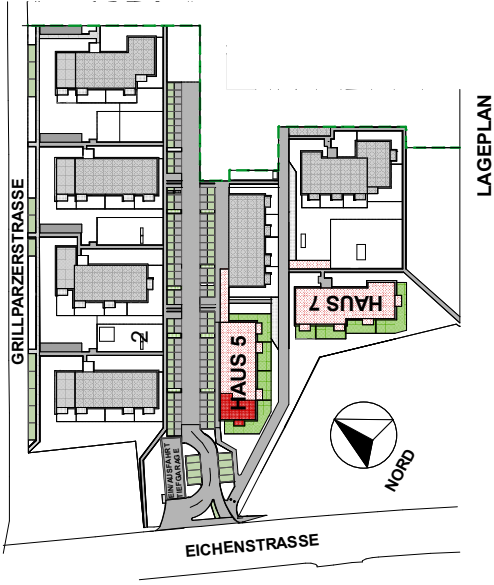 LAGEPLAN
GRILLPARZERSTRASSE
HAUS 7
2
HAUS 5
EIN/AUSFAHRT
TIEFGARAGE
NORD
EICHENSTRASSE